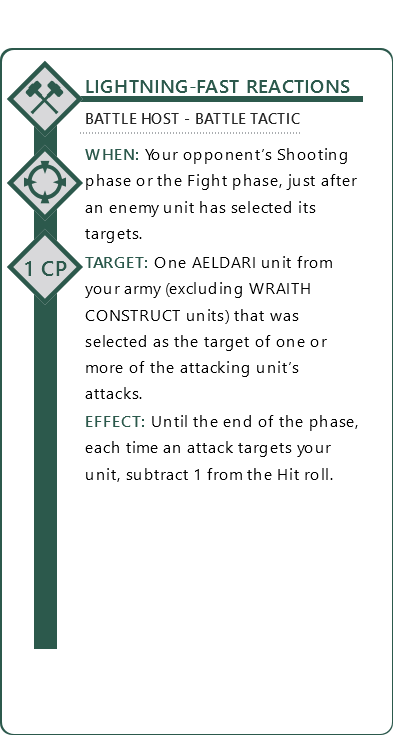 LIGHTNING-FAST REACTIONS
BATTLE HOST - BATTLE TACTIC
WHEN: Your opponent's Shooting
phase or the Fight phase, just after
an enemy unit has selected its
targets.
1 CP
TARGET: One AELDARI unit from
your army (excluding WRAITH
CONSTRUCT units) that was
selected as the target of one or
more of the attacking unit's
attacks.
EFFECT: Until the end of the phase,
each time an attack targets your
unit, subtract 1 from the Hit roll.